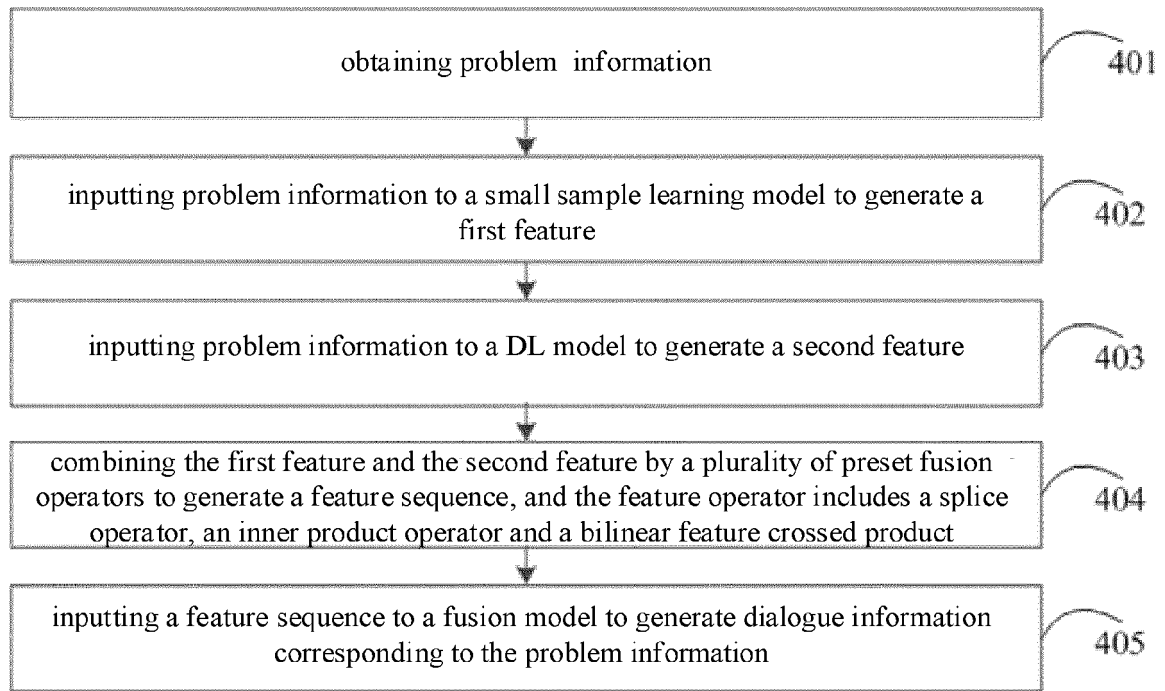 obtaining problem information
401
inputting problem information to a small sample learning model to generate a
first feature
402
inputting problem information to a DL model to generate a second feature
403
combining the first feature and the second feature by a plurality of preset fusion
operators to generate a feature sequence, and the feature operator includes a splice
operator, an inner product operator and a bilinear feature crossed product
404
inputting a feature sequence to a fusion model to generate dialogue information
corresponding to the problem information
405